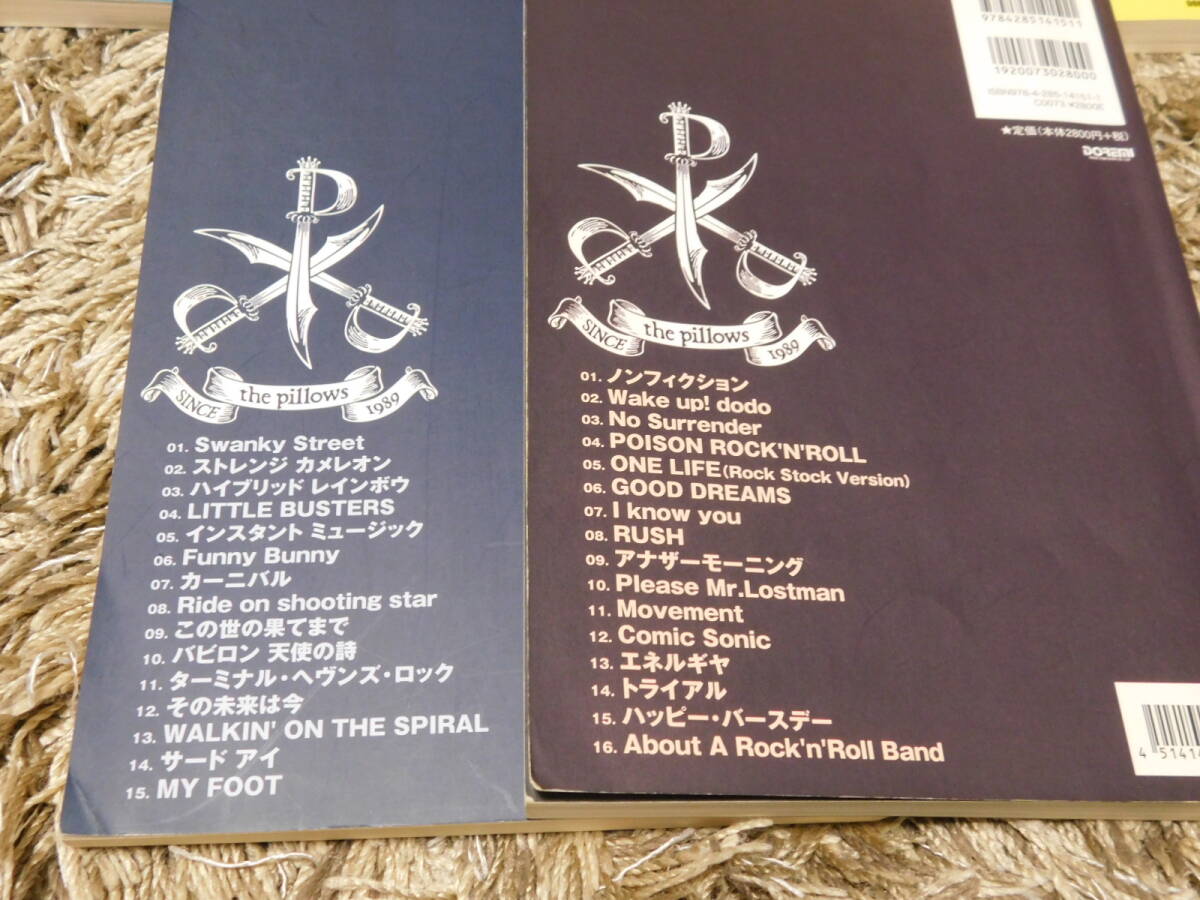 SINCE the pillows 1989
01. Swanky Street
02. ストレンジ カメレオン
03. ハイブリッド レインボウ
04. LITTLE BUSTERS
05. インスタント ミュージック
06. Funny Bunny
07. カーニバル
08. Ride on shooting star
09. この世の果てまで
10. バビロン 天使の詩
11. ターミナル・ヘヴンズ・ロック
12. その未来は今
13. WALKIN' ON THE SPIRAL
14. サード アイ
15. MY FOOT
9784285141511
1920073028000
ISBN978-4-285-14151-1
C0073 ¥2800E
★定価(本体2800円+税)
DOREMI
SINCE the pillows 1989
01. ノンフィクション
02. Wake up! dodo
03. No Surrender
04. POISON ROCK'N'ROLL
05. ONE LIFE(Rock Stock Version)
06. GOOD DREAMS
07. I know you
08. RUSH
09. アナザーモーニング
10. Please Mr.Lostman
11. Movement
12. Comic Sonic
13. エネルギヤ
14. トライアル
15. ハッピー・バースデー
16. About A Rock'n'Roll Band